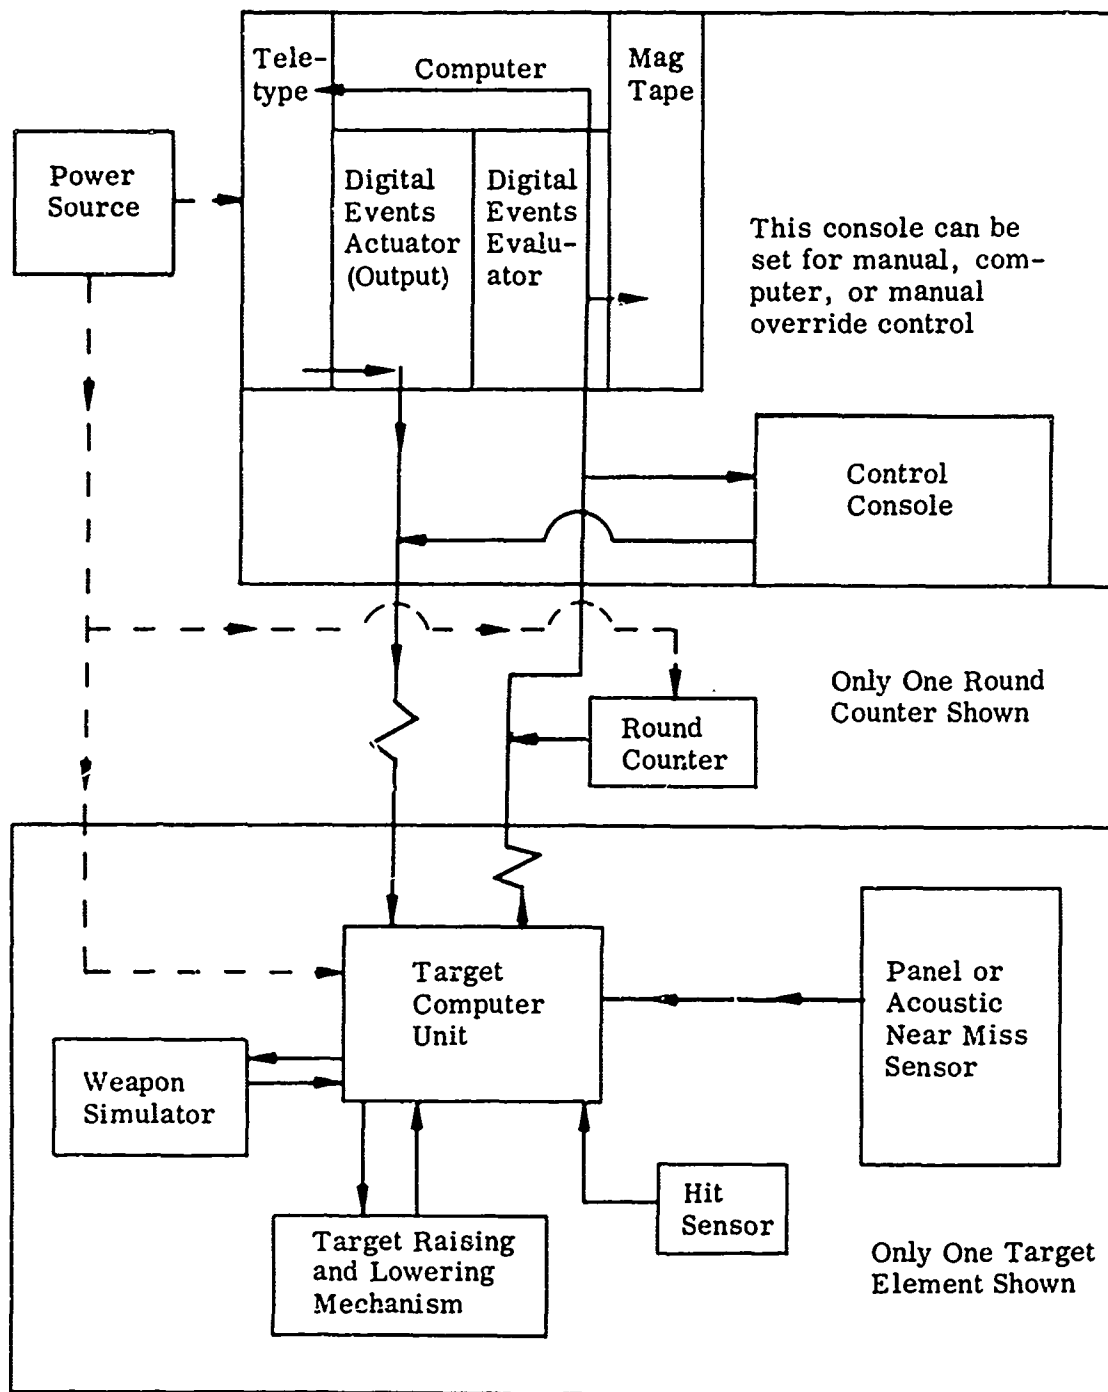 Tele-
type
Computer
Mag
Tape
Power
Source
Digital
Events
Actuator
(Output)
Digital
Events
Evalu-
ator
This console can be
set for manual, com-
puter, or manual
override control
Control
Console
Only One Round
Counter Shown
Round
Counter
Target
Computer
Unit
Panel or
Acoustic
Near Miss
Sensor
Weapon
Simulator
Hit
Sensor
Target Raising
and Lowering
Mechanism
Only One Target
Element Shown